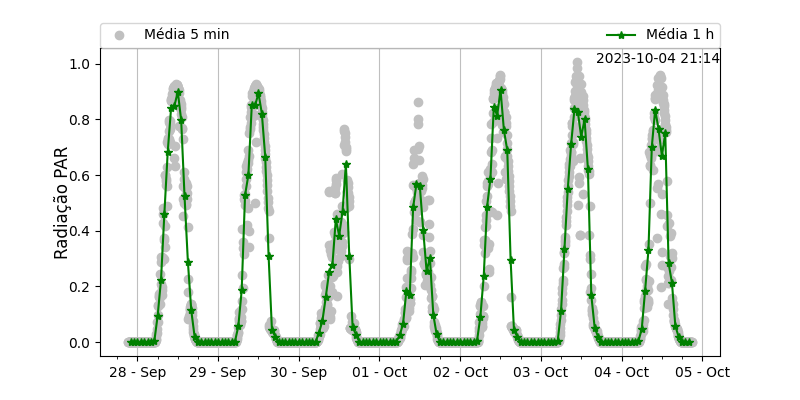 Média 5 min
Média 1 h
2023-10-04 21:14
Radiação PAR
1.0
0.8
0.6
0.4
0.2
0.0
28 - Sep
29 - Sep
30 - Sep
01 - Oct
02 - Oct
03 - Oct
04 - Oct
05 - Oct